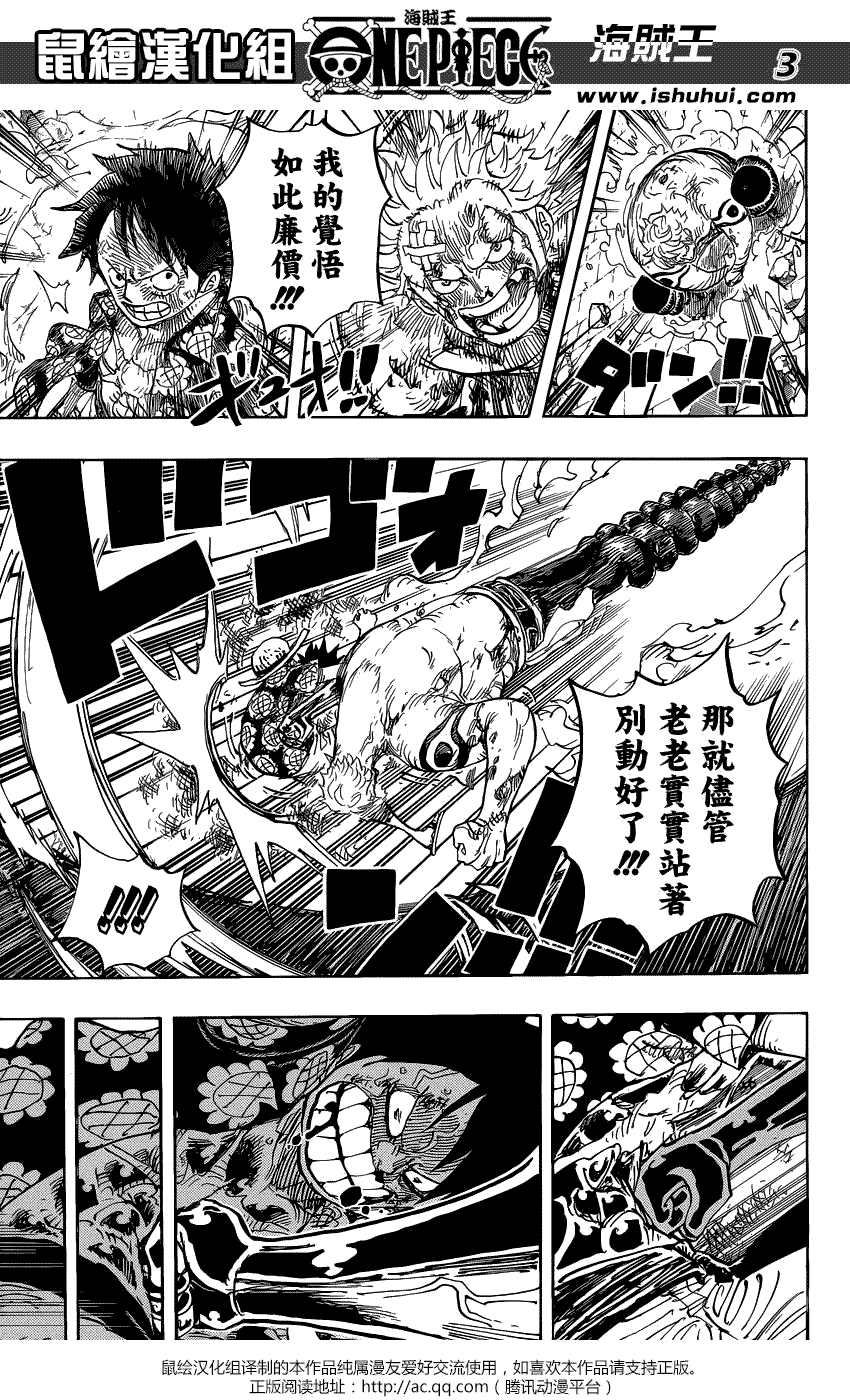 鼠繪漢化組
海賊王
ONE PIECE
海賊王
3
www.ishuhui.com
我的覺悟
如此廉價!!!
ダン!!
ギュオ!!
ドゴォ
那就儘管
老老實實站著
別動好了!!!
!!!
鼠绘汉化组译制的本作品纯属漫友爱好交流使用，如喜欢本作品请支持正版。
正版阅读地址：http://ac.qq.com（腾讯动漫平台）